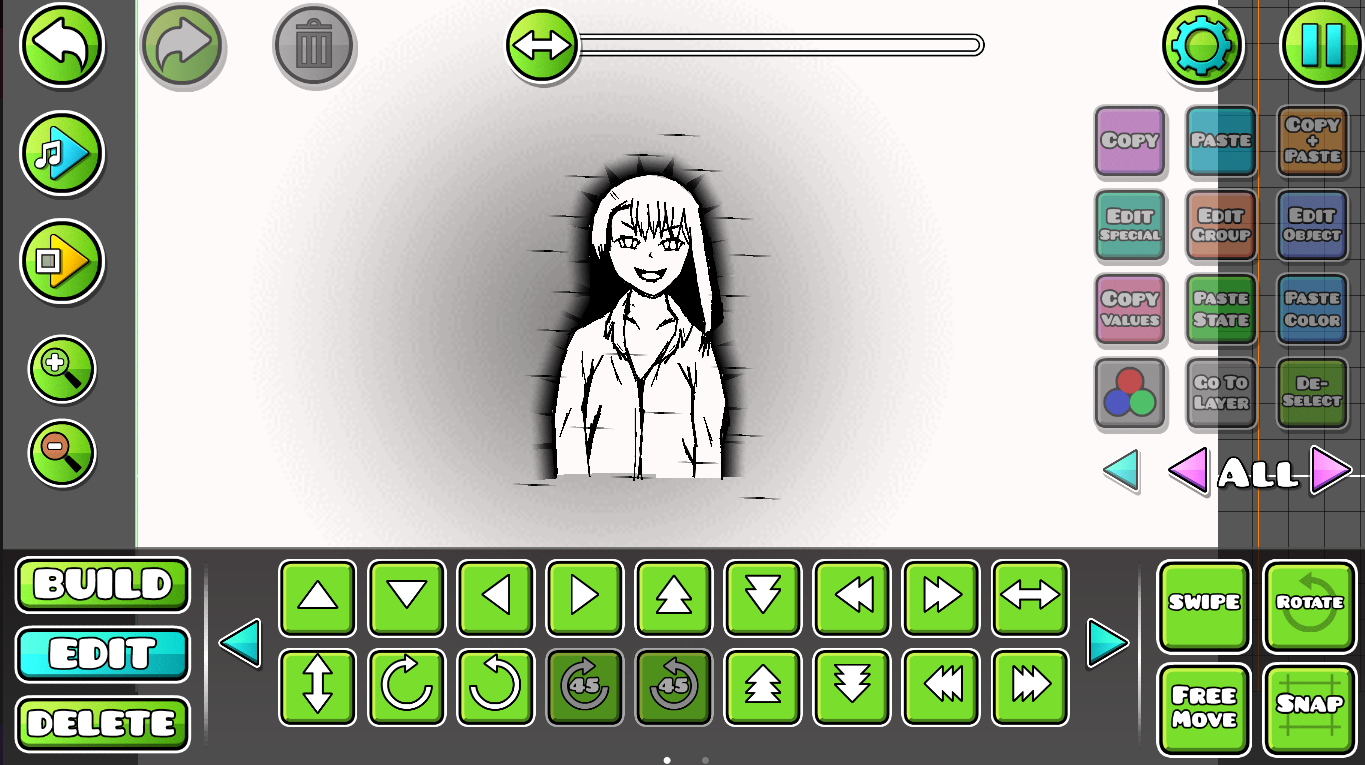 COPY
PASTE
COPY
+
PASTE
EDIT
SPECIAL
EDIT
GROUP
EDIT
OBJECT
COPY
VALUES
PASTE
STATE
PASTE
COLOR
GO TO
LAYER
DE-
SELECT
ALL
BUILD
EDIT
DELETE
45
45
SWIPE
ROTATE
FREE
MOVE
SNAP